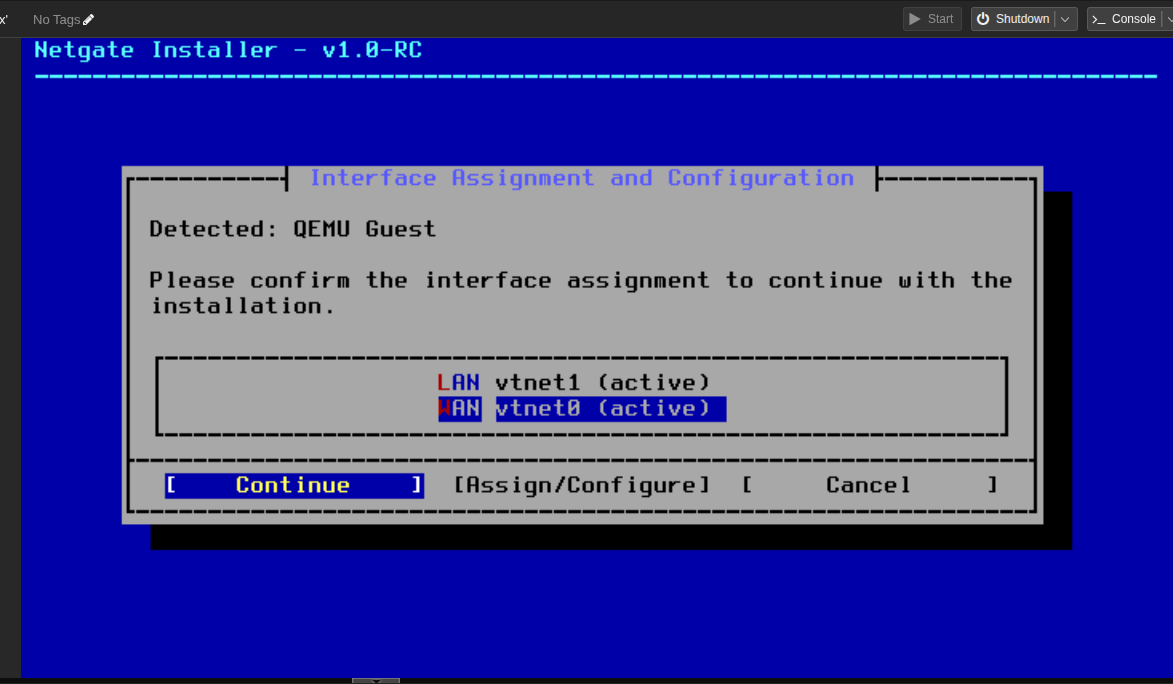 x'
No Tags
Start
Shutdown
Console
Netgate Installer - v1.0-RC
Interface Assignment and Configuration
Detected: QEMU Guest
Please confirm the interface assignment to continue with the
installation.
LAN vtnet1 (active)
WAN vtnet0 (active)
[ Continue ] [Assign/Configure] [ Cancel ]